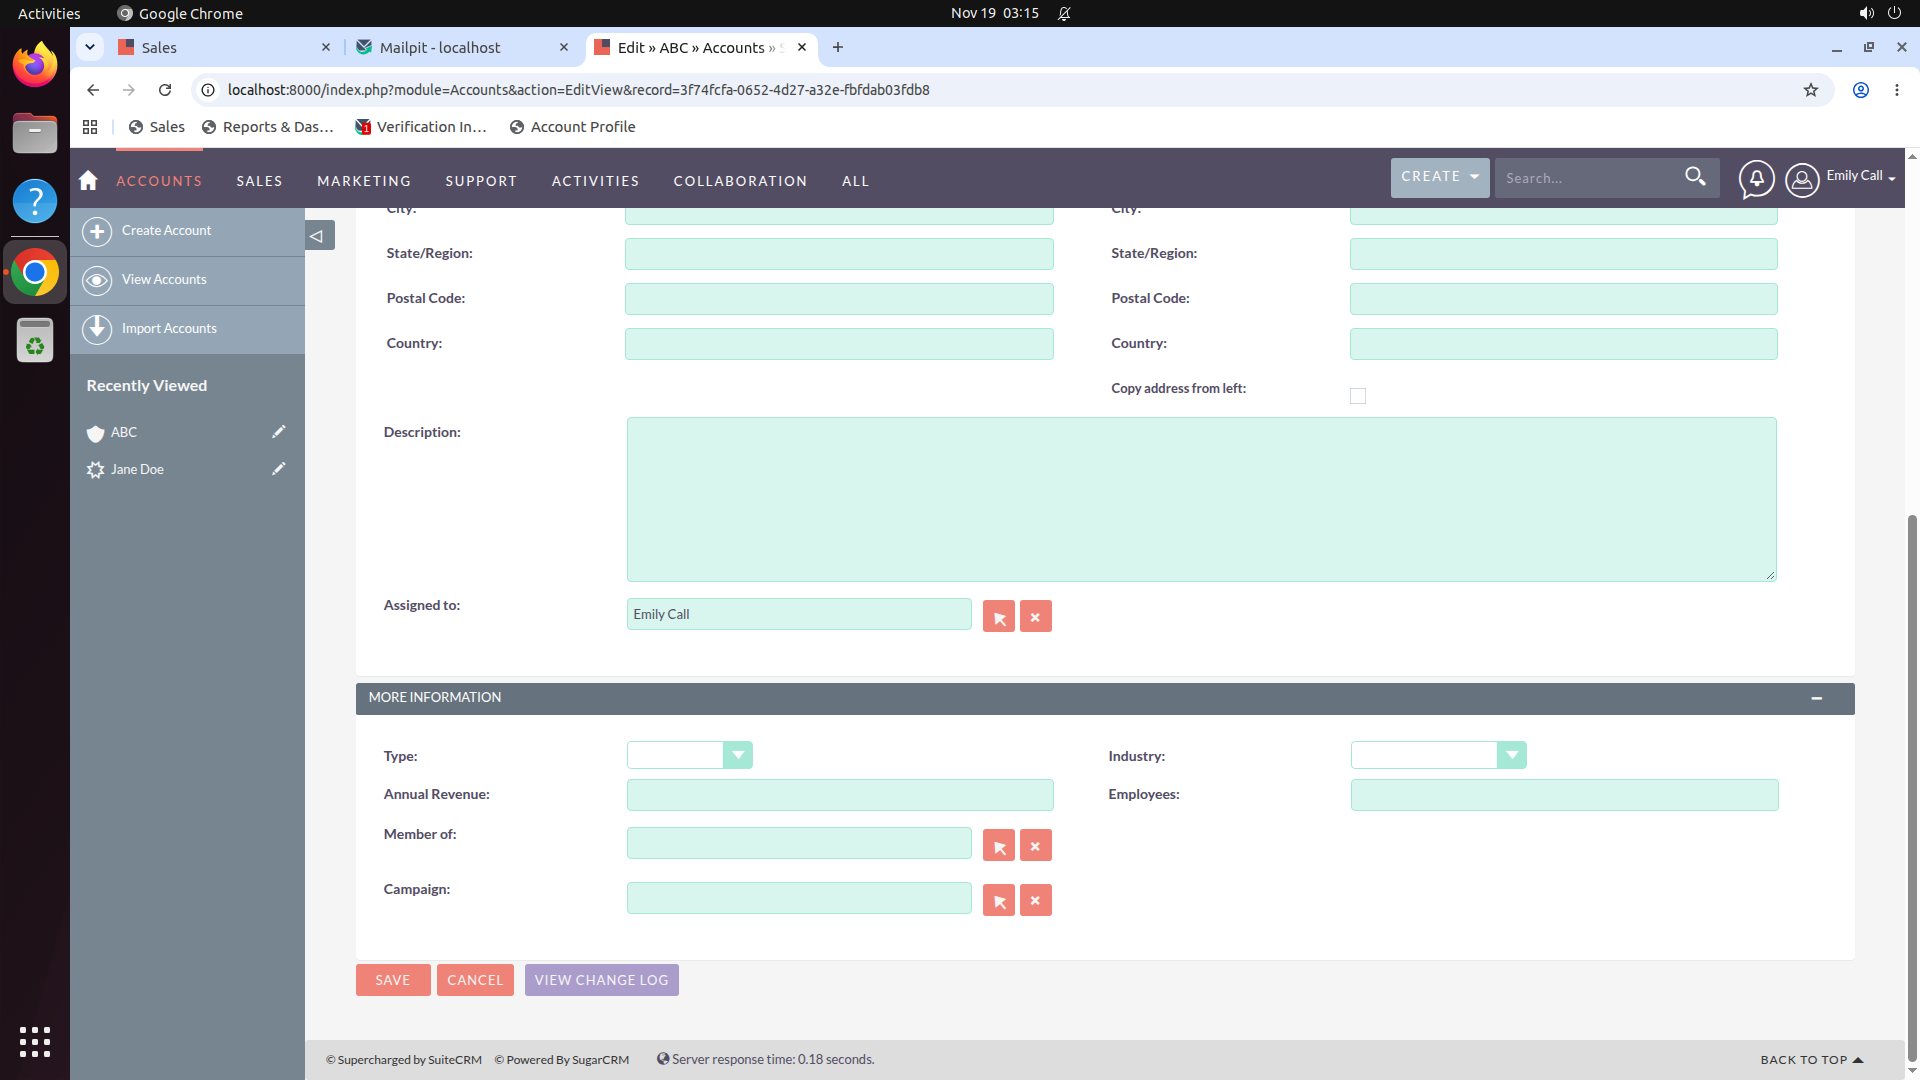 Activities
Google Chrome
Nov 19 03:15
Sales
Mailpit - localhost
Edit » ABC » Accounts »
localhost:8000/index.php?module=Accounts&action=EditView&record=3f74fcfa-0652-4d27-a32e-fbfdab03fdb8
Sales
Reports & Das...
Verification In...
Account Profile
ACCOUNTS
SALES
MARKETING
SUPPORT
ACTIVITIES
COLLABORATION
ALL
CREATE
Search...
Emily Call
Create Account
View Accounts
Import Accounts
Recently Viewed
ABC
Jane Doe
City:
City:
State/Region:
State/Region:
Postal Code:
Postal Code:
Country:
Country:
Copy address from left:
Description:
Assigned to:
Emily Call
MORE INFORMATION
Type:
Industry:
Annual Revenue:
Employees:
Member of:
Campaign:
SAVE
CANCEL
VIEW CHANGE LOG
© Supercharged by SuiteCRM
© Powered By SugarCRM
Server response time: 0.18 seconds.
BACK TO TOP